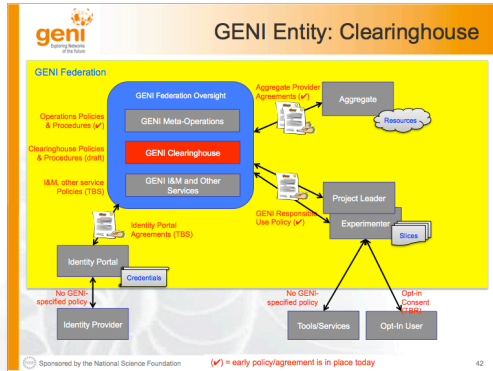 geni
Exploring Networks
of the Future
GENI Entity: Clearinghouse
GENI Federation
GENI Federation Oversight
Operations Policies
& Procedures (✔)
GENI Meta-Operations
Clearinghouse Policies
& Procedures (draft)
GENI Clearinghouse
I&M, other service
Policies (TBS)
GENI I&M and Other
Services
Aggregate Provider
Agreements (✔)
Aggregate
Resources
Project Leader
GENI Responsible
Use Policy (✔)
Experimenter
Slices
Identity Portal
Agreements (TBS)
Identity Portal
Credentials
No GENI-
specified policy
Identity Provider
No GENI-
specified policy
Opt-in
Consent
(TBR)
Tools/Services
Opt-In User
Sponsored by the National Science Foundation
(✔) = early policy/agreement is in place today
42